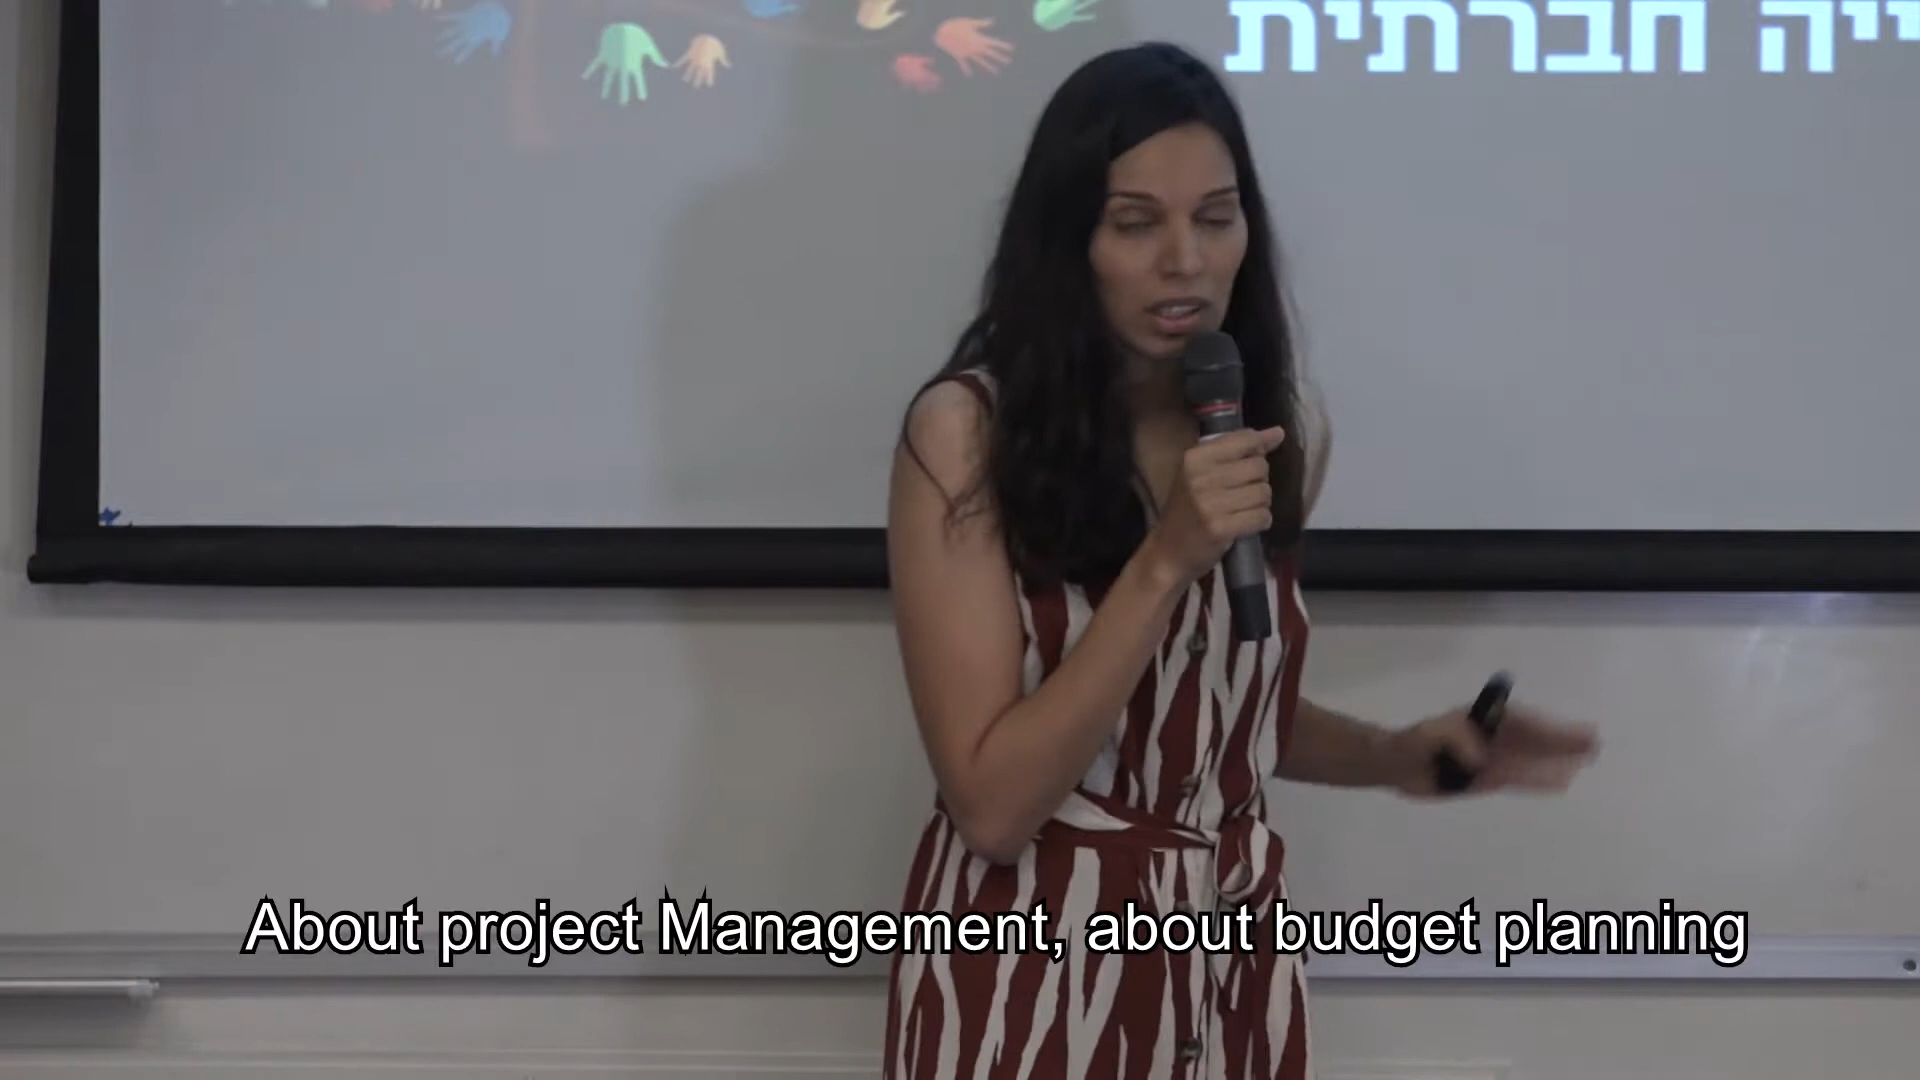 חברתית
About project Management, about budget planning